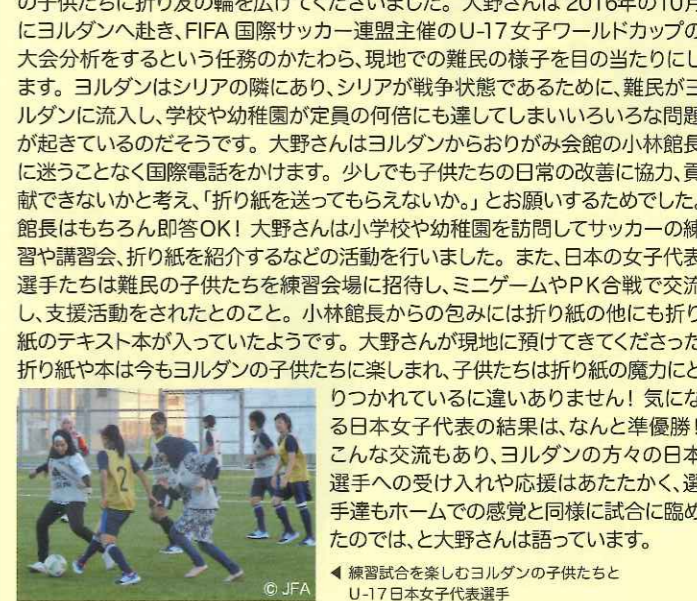 の子供たちに折り友の輪を広げてくださいました。大野さんは 2016年の10月
にヨルダンへ赴き、FIFA 国際サッカー連盟主催のU-17女子ワールドカップの
大会分析をするという任務のかたわら、現地での難民の様子を目の当たりにし
ます。ヨルダンはシリアの隣にあり、シリアが戦争状態であるために、難民がヨ
ルダンに流入し、学校や幼稚園が定員の何倍にも達してしまいいろいろな問題
が起きているのだそうです。大野さんはヨルダンからおりがみ会館の小林館長
に迷うことなく国際電話をかけます。少しでも子供たちの日常の改善に協力、貢
献できないかと考え、「折り紙を送ってもらえないか。」とお願いするためでした。
館長はもちろん即答OK！大野さんは小学校や幼稚園を訪問してサッカーの練
習や講習会、折り紙を紹介するなどの活動を行いました。また、日本の女子代表
選手たちは難民の子供たちを練習会場に招待し、ミニゲームやPK合戦で交流
し、支援活動をされたとのこと。小林館長からの包みには折り紙の他にも折り
紙のテキスト本が入っていたようです。大野さんが現地に預けてきてくださった
折り紙や本は今もヨルダンの子供たちに楽しまれ、子供たちは折り紙の魔力にと
りつかれているに違いありません！気にな
る日本女子代表の結果は、なんと準優勝！
こんな交流もあり、ヨルダンの方々の日本
選手への受け入れや応援はあたたかく、選
手達もホームでの感覚と同様に試合に臨め
たのでは、と大野さんは語っています。
◀ 練習試合を楽しむヨルダンの子供たちと
U-17日本女子代表選手
2
© JFA